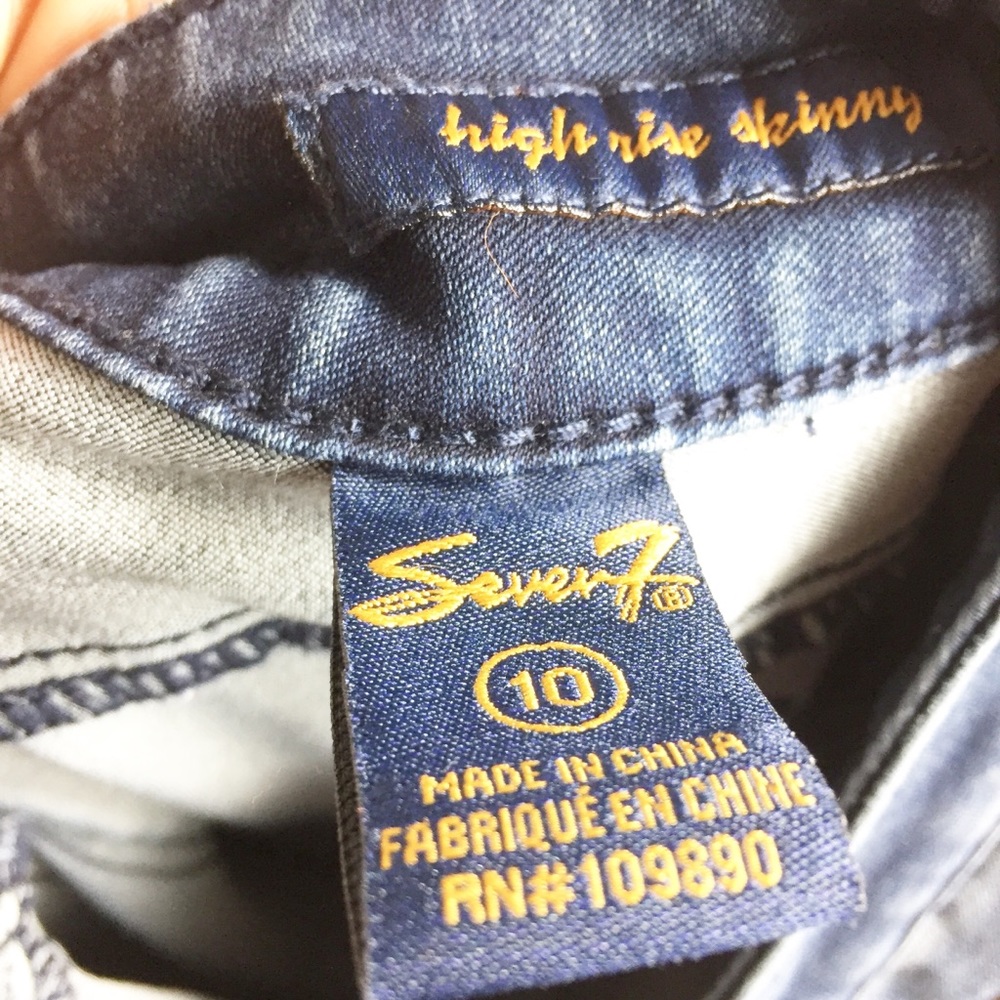 high rise skinny
Seven7®
10
MADE IN CHINA
FABRIQUÉ EN CHINE
RN#109890